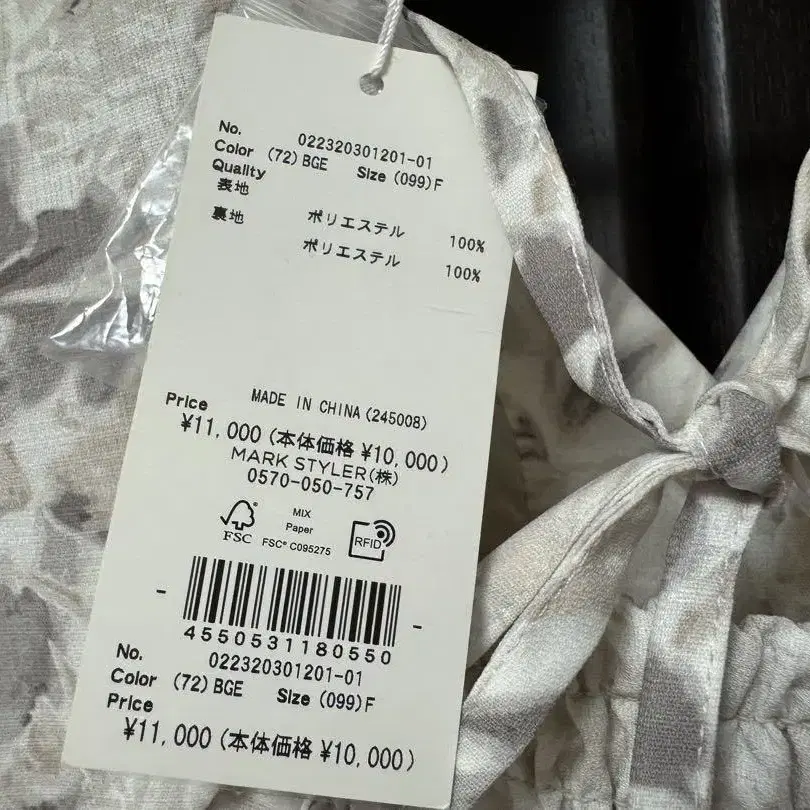 No. 022320301201-01
Color (72)BGE Size (099)F
Quality
表地 ポリエステル 100%
裏地 ポリエステル 100%
MADE IN CHINA (245008)
Price
¥11,000 (本体価格 ¥10,000)
MARK STYLER(株)
0570-050-757
FSC
MIX
Paper
FSC® C095275
RFID
4550531180550
No. 022320301201-01
Color (72)BGE Size (099)F
Price
¥11,000 (本体価格 ¥10,000)